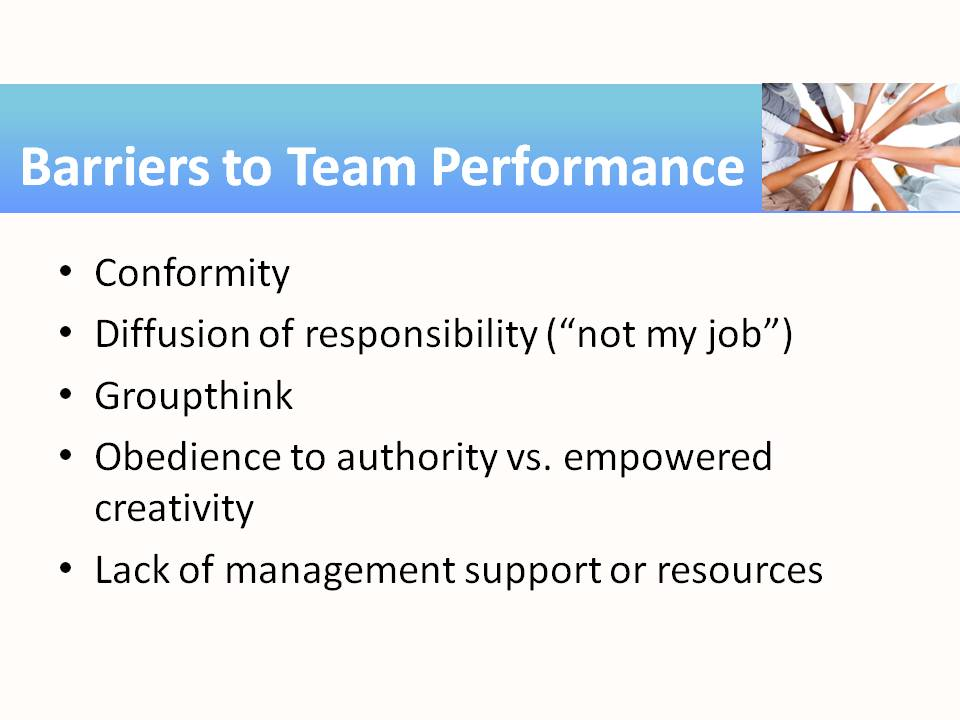 Barriers to Team Performance
• Conformity
• Diffusion of responsibility (“not my job”)
• Groupthink
• Obedience to authority vs. empowered
creativity
• Lack of management support or resources